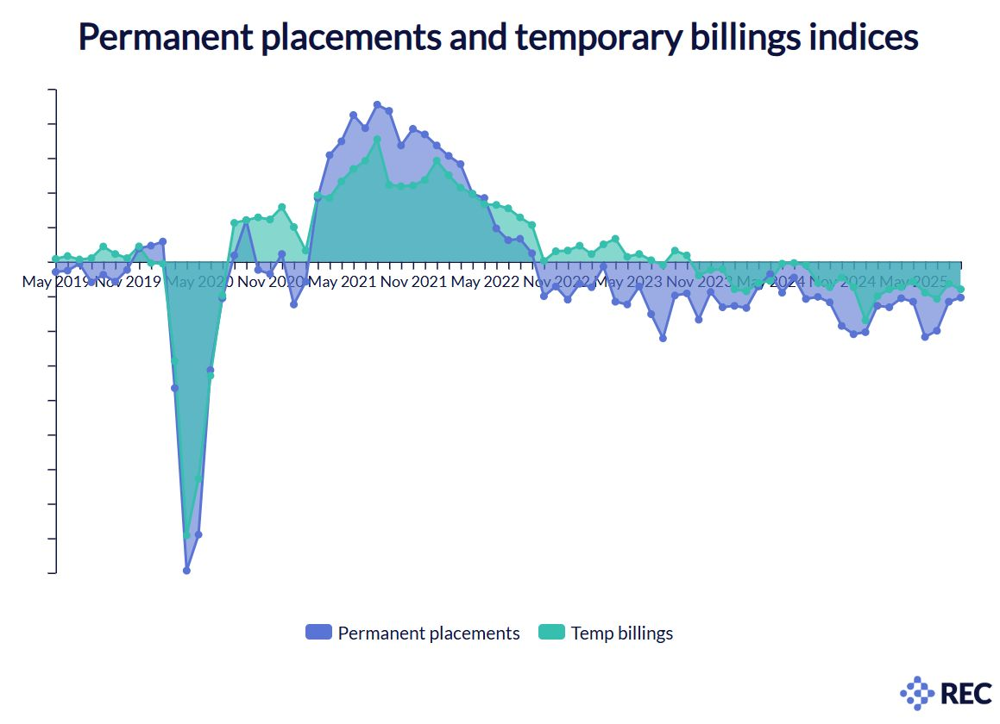 Permanent placements and temporary billings indices
May 2019 Nov 2019 May 2020 Nov 2020 May 2021 Nov 2021 May 2022 Nov 2022 May 2023 Nov 2023 May 2024 Nov 2024 May 2025
Permanent placements Temp billings
REC